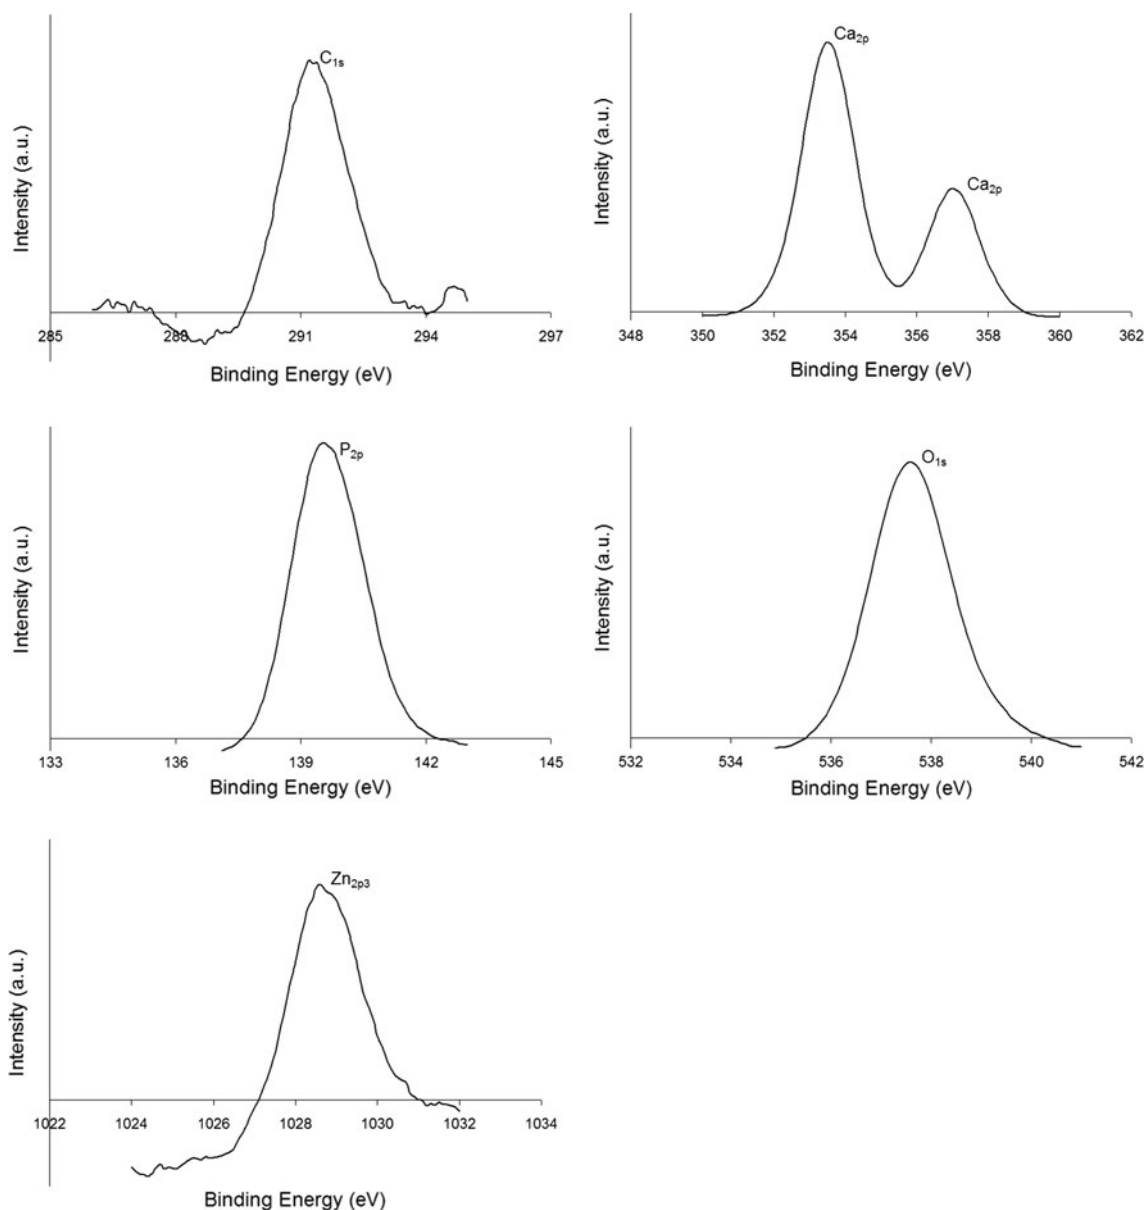 C1s
Intensity (a.u.)
85 88 291 294 297
Binding Energy (eV)
Ca2p
Ca2p
Intensity (a.u.)
348 350 352 354 356 358 360 362
Binding Energy (eV)
P2p
Intensity (a.u.)
133 136 139 142 145
Binding Energy (eV)
O1s
Intensity (a.u.)
532 534 536 538 540 542
Binding Energy (eV)
Zn2p3
Intensity (a.u.)
1022 1024 1026 1028 1030 1032 1034
Binding Energy (eV)